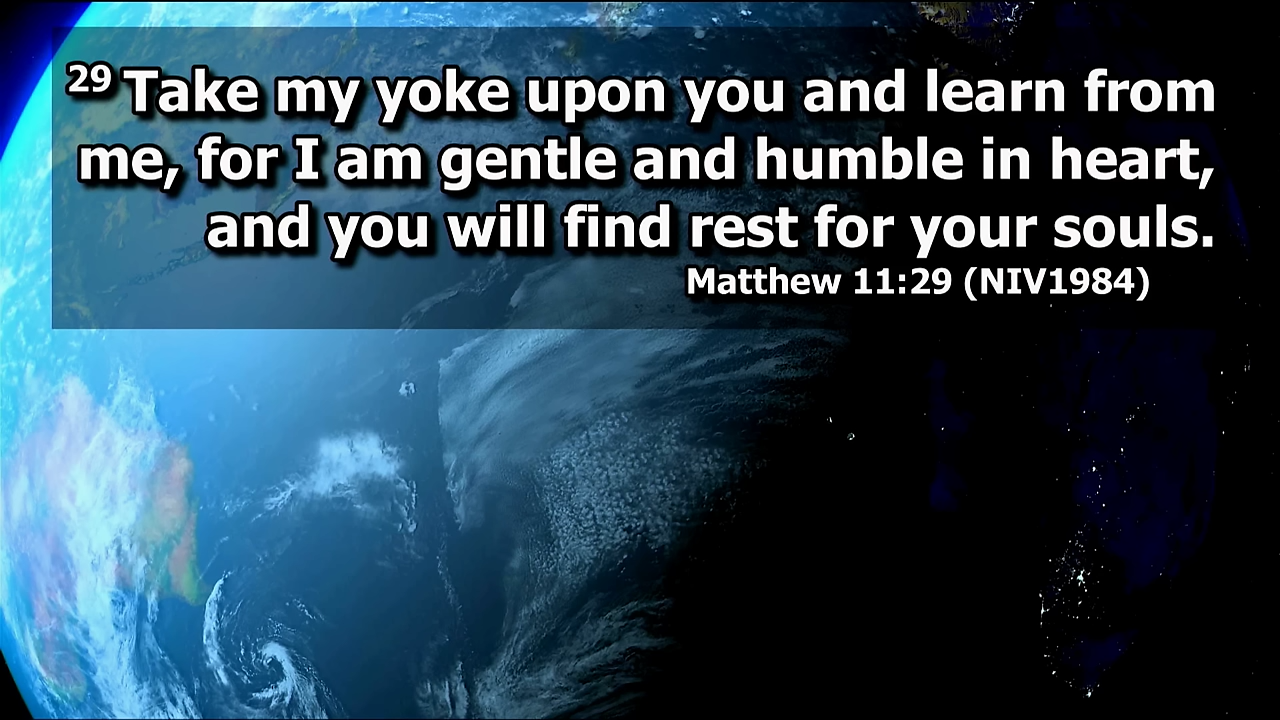 29 Take my yoke upon you and learn from
me, for I am gentle and humble in heart,
and you will find rest for your souls.
Matthew 11:29 (NIV1984)